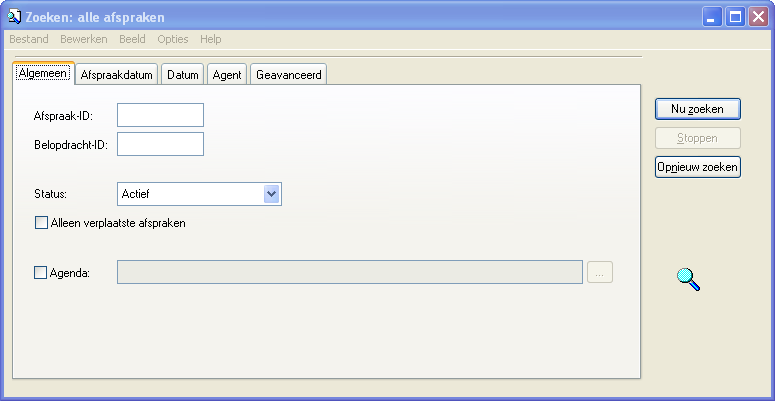 Zoeken: alle afspraken
Bestand Bewerken Beeld Opties Help
Algemeen Afspraakdatum Datum Agent Geavanceerd
Afspraak-ID:
Nu zoeken
Belopdracht-ID:
Stoppen
Opnieuw zoeken
Status: Actief
Alleen verplaatste afspraken
Agenda: ...